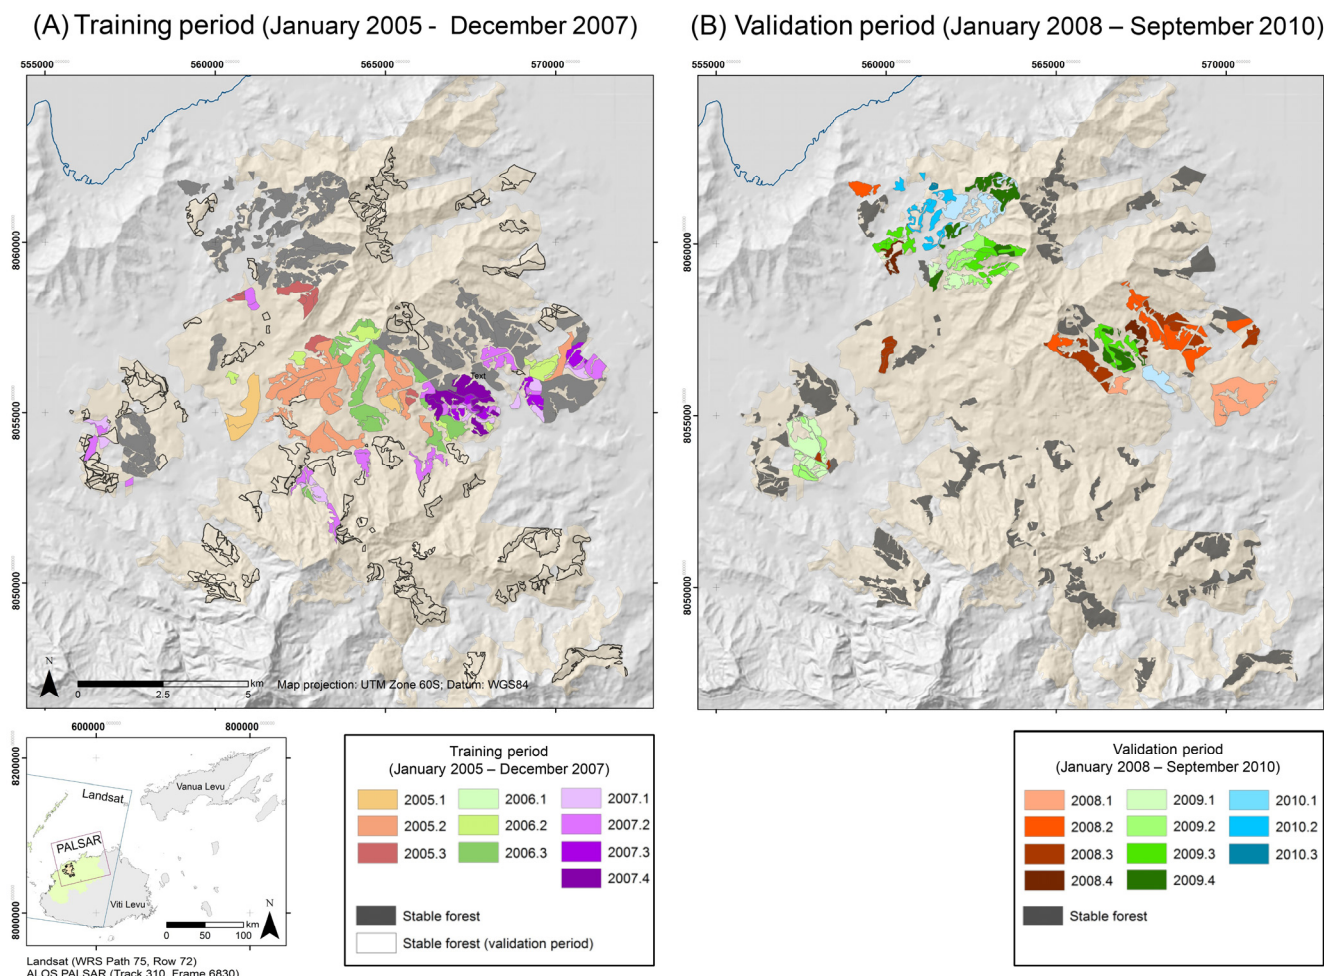 (A) Training period (January 2005 - December 2007)
(B) Validation period (January 2008 – September 2010)
555000 560000 565000 570000
555000 560000 565000 570000
8060000
8055000
8050000
8060000
8055000
8050000
Text
N
0 2.5 5 km
Map projection: UTM Zone 60S; Datum: WGS84
600000 800000
8200000
8000000
Landsat
PALSAR
Vanua Levu
Viti Levu
N
0 50 100 km
Landsat (WRS Path 75, Row 72)
ALOS PALSAR (Track 310, Frame 6830)
Training period
(January 2005 – December 2007)
2005.1 2006.1 2007.1
2005.2 2006.2 2007.2
2005.3 2006.3 2007.3
2007.4
Stable forest
Stable forest (validation period)
Validation period
(January 2008 – September 2010)
2008.1 2009.1 2010.1
2008.2 2009.2 2010.2
2008.3 2009.3 2010.3
2008.4 2009.4
Stable forest